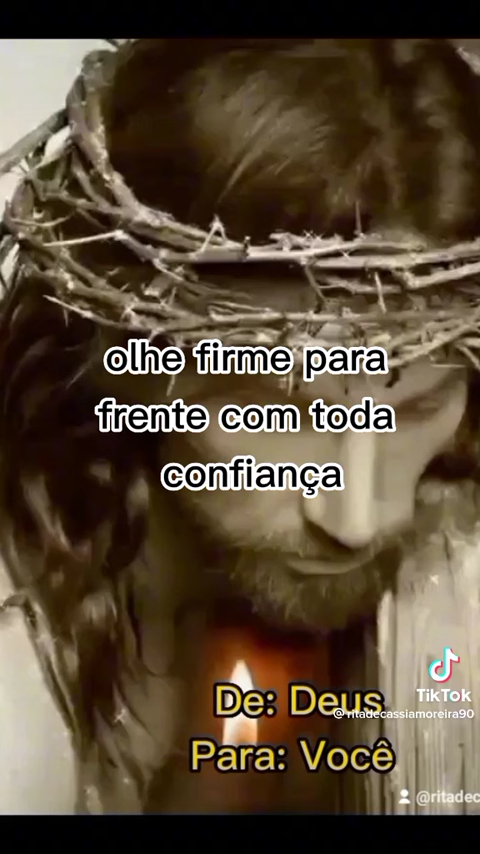 olhe firme para
frente com toda
confiança
De: Deus
Para: Você
TikTok
@ritadecassiamoreira90
@ritadec